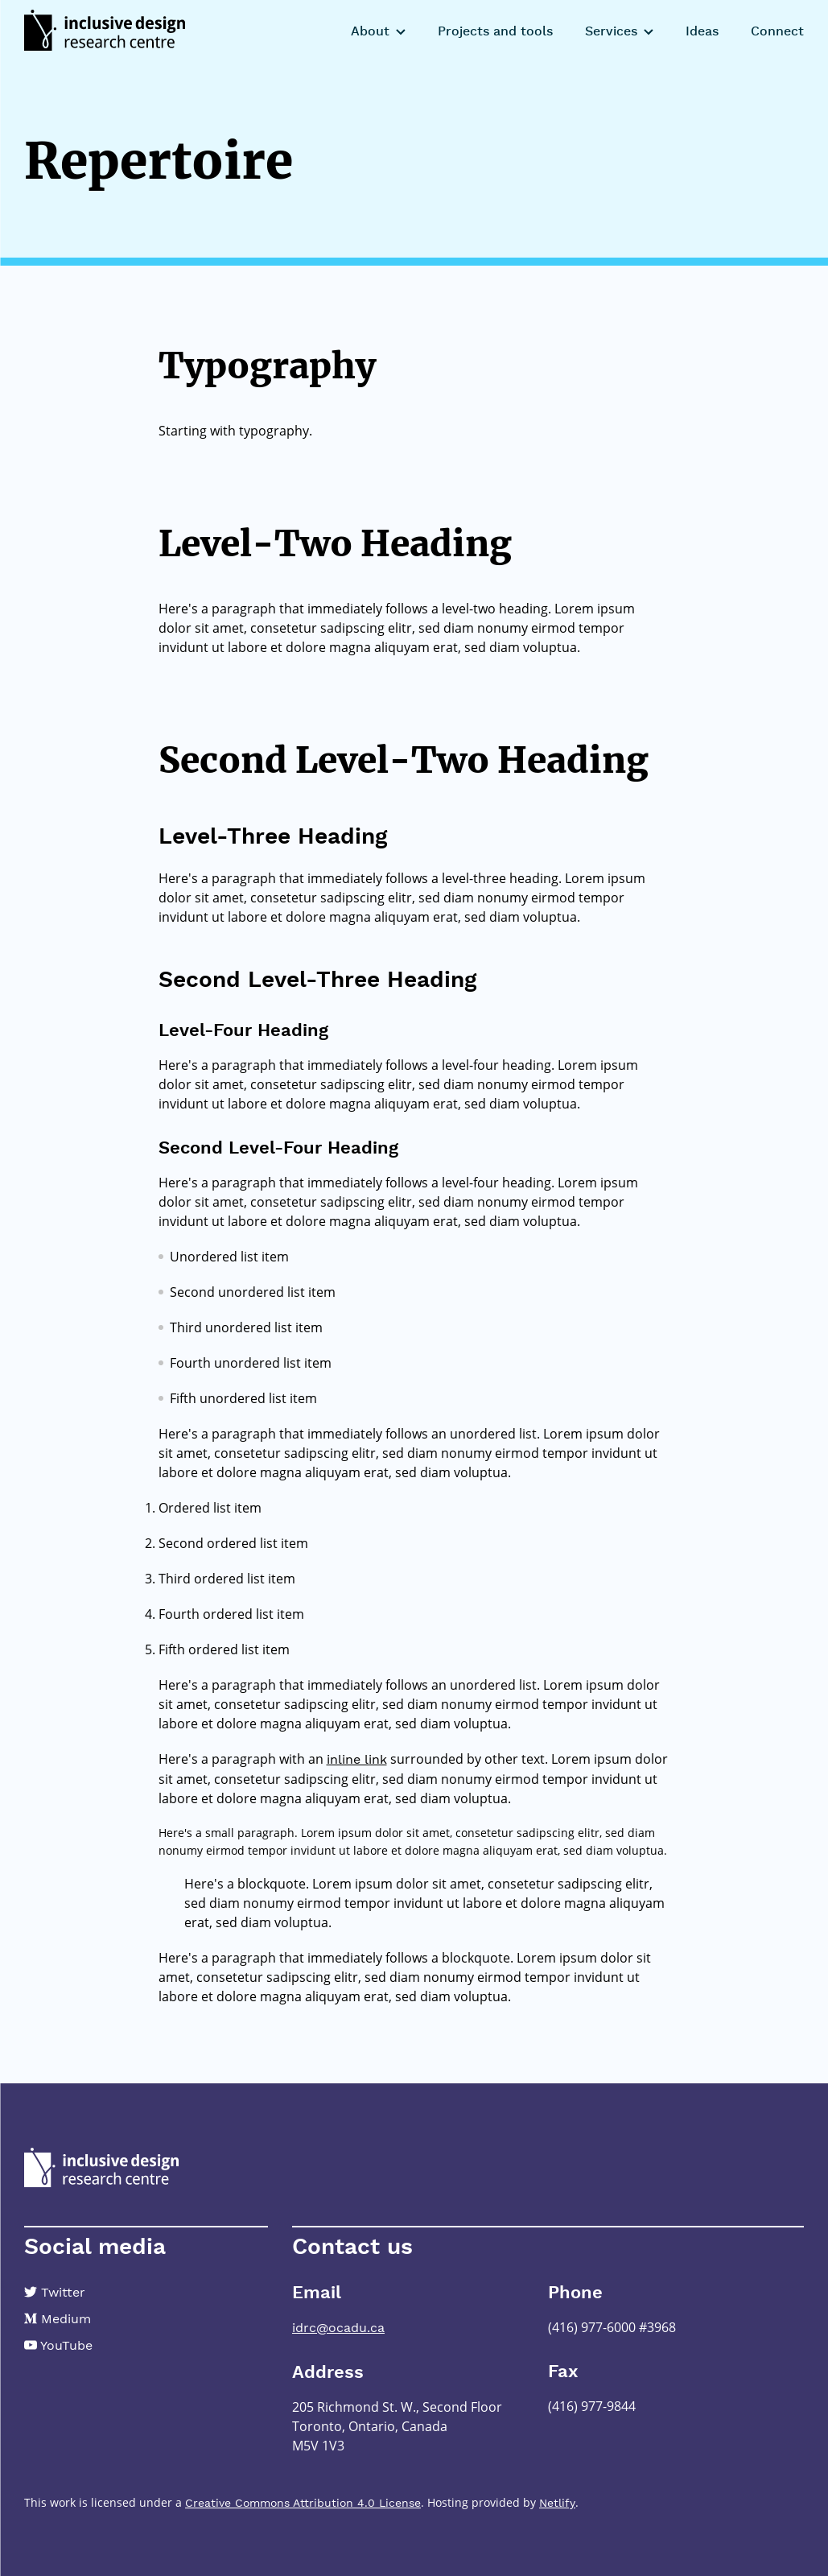 inclusive design
research centre
About
Projects and tools
Services
Ideas
Connect
Repertoire
Typography
Starting with typography.
Level-Two Heading
Here's a paragraph that immediately follows a level-two heading. Lorem ipsum
dolor sit amet, consetetur sadipscing elitr, sed diam nonumy eirmod tempor
invidunt ut labore et dolore magna aliquyam erat, sed diam voluptua.
Second Level-Two Heading
Level-Three Heading
Here's a paragraph that immediately follows a level-three heading. Lorem ipsum
dolor sit amet, consetetur sadipscing elitr, sed diam nonumy eirmod tempor
invidunt ut labore et dolore magna aliquyam erat, sed diam voluptua.
Second Level-Three Heading
Level-Four Heading
Here's a paragraph that immediately follows a level-four heading. Lorem ipsum
dolor sit amet, consetetur sadipscing elitr, sed diam nonumy eirmod tempor
invidunt ut labore et dolore magna aliquyam erat, sed diam voluptua.
Second Level-Four Heading
Here's a paragraph that immediately follows a level-four heading. Lorem ipsum
dolor sit amet, consetetur sadipscing elitr, sed diam nonumy eirmod tempor
invidunt ut labore et dolore magna aliquyam erat, sed diam voluptua.
Unordered list item
Second unordered list item
Third unordered list item
Fourth unordered list item
Fifth unordered list item
Here's a paragraph that immediately follows an unordered list. Lorem ipsum dolor
sit amet, consetetur sadipscing elitr, sed diam nonumy eirmod tempor invidunt ut
labore et dolore magna aliquyam erat, sed diam voluptua.
1. Ordered list item
2. Second ordered list item
3. Third ordered list item
4. Fourth ordered list item
5. Fifth ordered list item
Here's a paragraph that immediately follows an unordered list. Lorem ipsum dolor
sit amet, consetetur sadipscing elitr, sed diam nonumy eirmod tempor invidunt ut
labore et dolore magna aliquyam erat, sed diam voluptua.
Here's a paragraph with an inline link surrounded by other text. Lorem ipsum dolor
sit amet, consetetur sadipscing elitr, sed diam nonumy eirmod tempor invidunt ut
labore et dolore magna aliquyam erat, sed diam voluptua.
Here's a small paragraph. Lorem ipsum dolor sit amet, consetetur sadipscing elitr, sed diam
nonumy eirmod tempor invidunt ut labore et dolore magna aliquyam erat, sed diam voluptua.
Here's a blockquote. Lorem ipsum dolor sit amet, consetetur sadipscing elitr,
sed diam nonumy eirmod tempor invidunt ut labore et dolore magna aliquyam
erat, sed diam voluptua.
Here's a paragraph that immediately follows a blockquote. Lorem ipsum dolor sit
amet, consetetur sadipscing elitr, sed diam nonumy eirmod tempor invidunt ut
labore et dolore magna aliquyam erat, sed diam voluptua.
inclusive design
research centre
Social media
Twitter
Medium
YouTube
Contact us
Email
idrc@ocadu.ca
Address
205 Richmond St. W., Second Floor
Toronto, Ontario, Canada
M5V 1V3
Phone
(416) 977-6000 #3968
Fax
(416) 977-9844
This work is licensed under a Creative Commons Attribution 4.0 License. Hosting provided by Netlify.